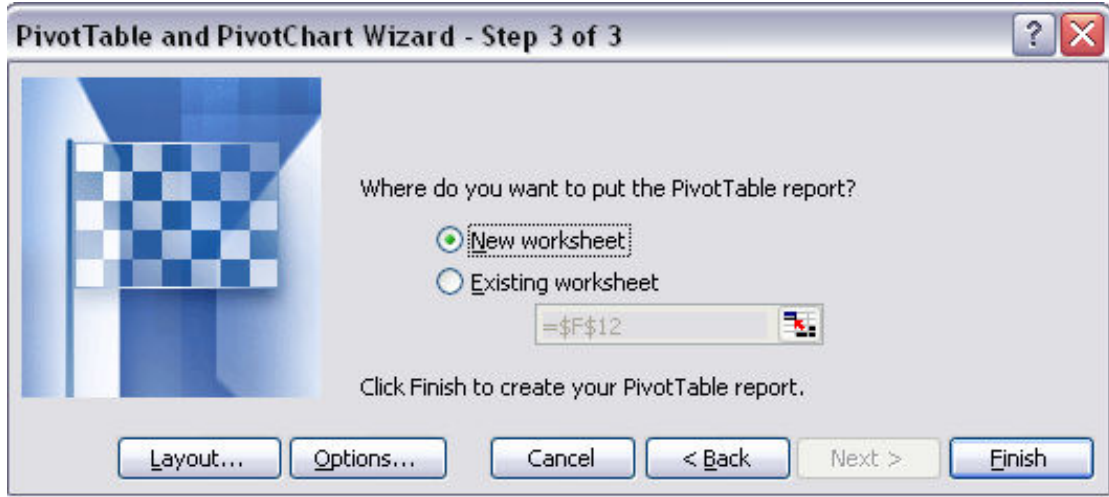 PivotTable and PivotChart Wizard - Step 3 of 3
?
Where do you want to put the PivotTable report?
New worksheet
Existing worksheet
=$F$12
Click Finish to create your PivotTable report.
Layout... Options... Cancel < Back Next > Finish